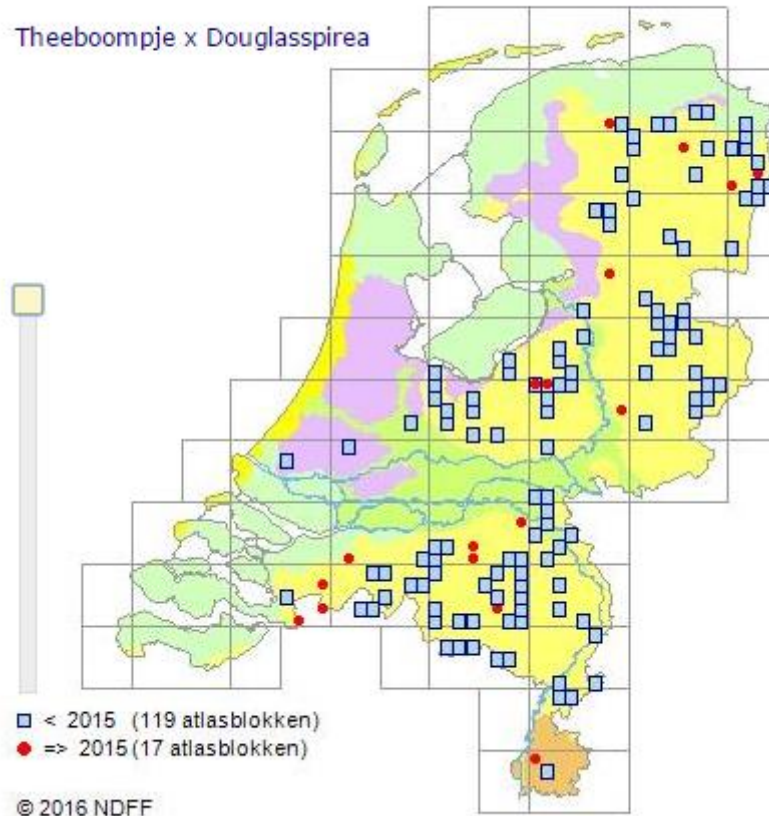 Theeboompje x Douglasspirea
< 2015 (119 atlasblokken)
=> 2015 (17 atlasblokken)
© 2016 NDFF